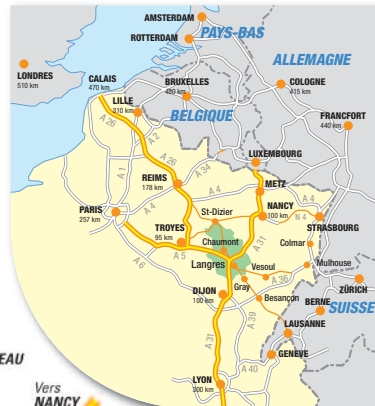 AMSTERDAM
ROTTERDAM
PAYS-BAS
ALLEMAGNE
LONDRES
510 km
CALAIS
470 km
BRUXELLES
COLOGNE
415 km
LILLE
310 km
BELGIQUE
FRANCFORT
440 km
A 26
A 2
LUXEMBOURG
A 26
A 34
A 1
REIMS
178 km
METZ
A 4
A 4
A 4
PARIS
257 km
St-Dizier
NANCY
100 km
N 4
STRASBOURG
TROYES
95 km
Chaumont
A 31
Colmar
A 5
A 6
Langres
Vesoul
Mulhouse
A 36
Gray
ZÜRICH
DIJON
100 km
Besançon
BERNE
SUISSE
A 39
LAUSANNE
A 31
EAU
GENEVE
A 40
Vers
NANCY
LYON
300 km